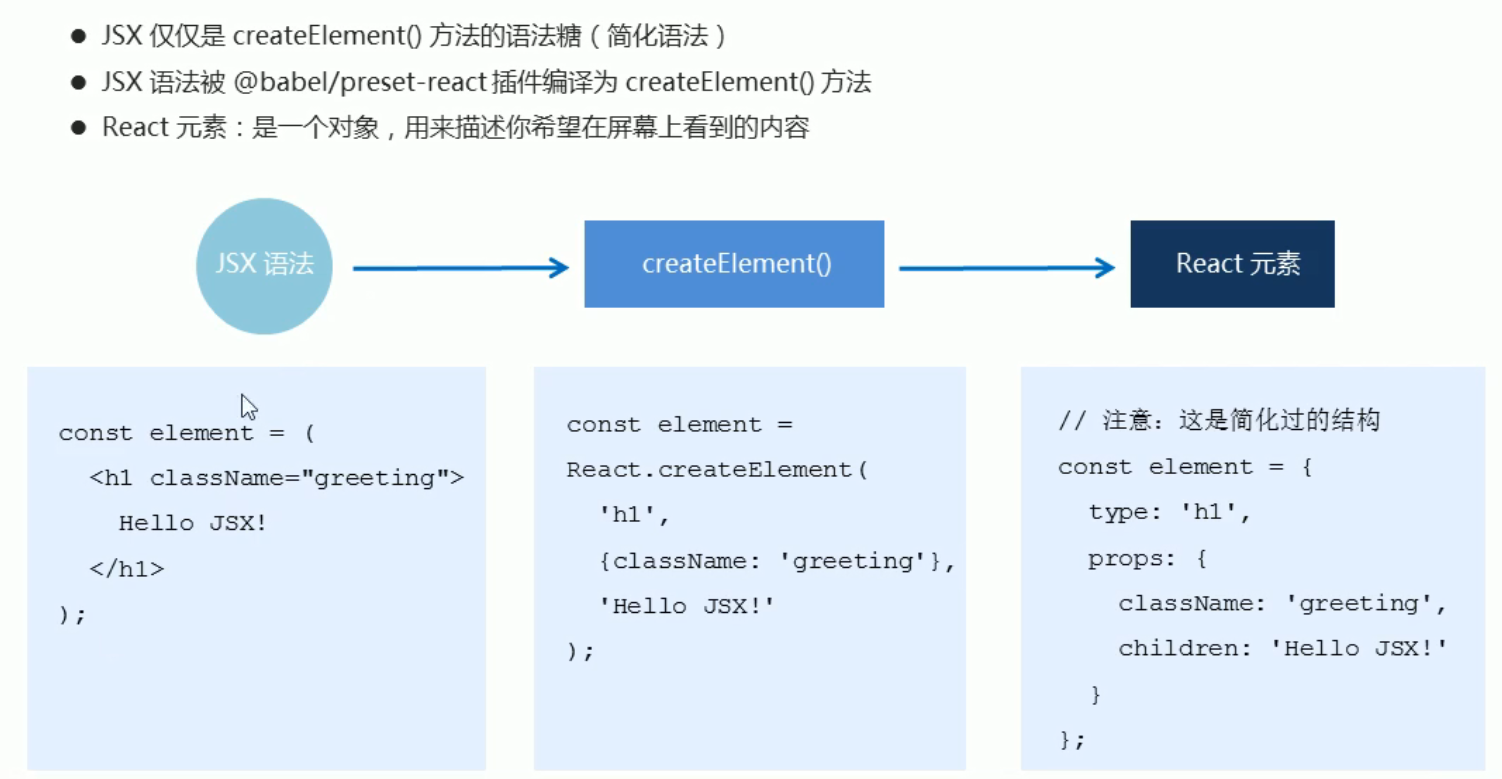 ● JSX 仅仅是 createElement() 方法的语法糖（简化语法）
● JSX 语法被 @babel/preset-react 插件编译为 createElement() 方法
● React 元素：是一个对象，用来描述你希望在屏幕上看到的内容
JSX 语法
createElement()
React 元素
const element = (
  <h1 className="greeting">
    Hello JSX!
  </h1>
);
const element =
React.createElement(
  'h1',
  {className: 'greeting'},
  'Hello JSX!'
);
// 注意：这是简化过的结构
const element = {
  type: 'h1',
  props: {
    className: 'greeting',
    children: 'Hello JSX!'
  }
};